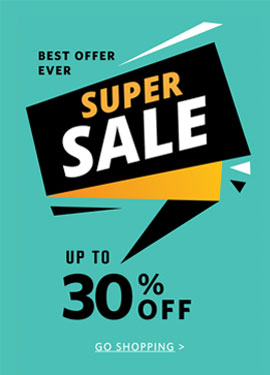 BEST OFFER
EVER
SUPER
SALE
UP TO
30%
OFF
GO SHOPPING >